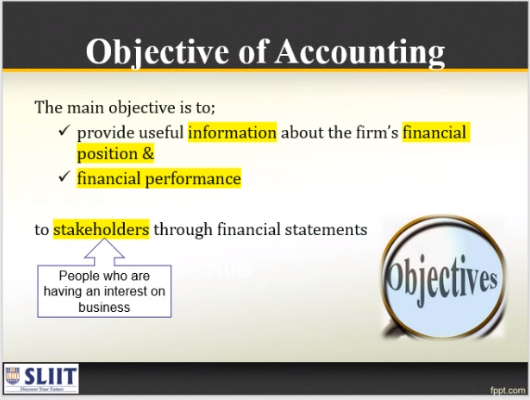 Objective of Accounting
The main objective is to;
✓ provide useful information about the firm's financial
position &
✓ financial performance
to stakeholders through financial statements
People who are
having an interest on
business
Objectives
SLIIT
Discover Your Future
fppt.com